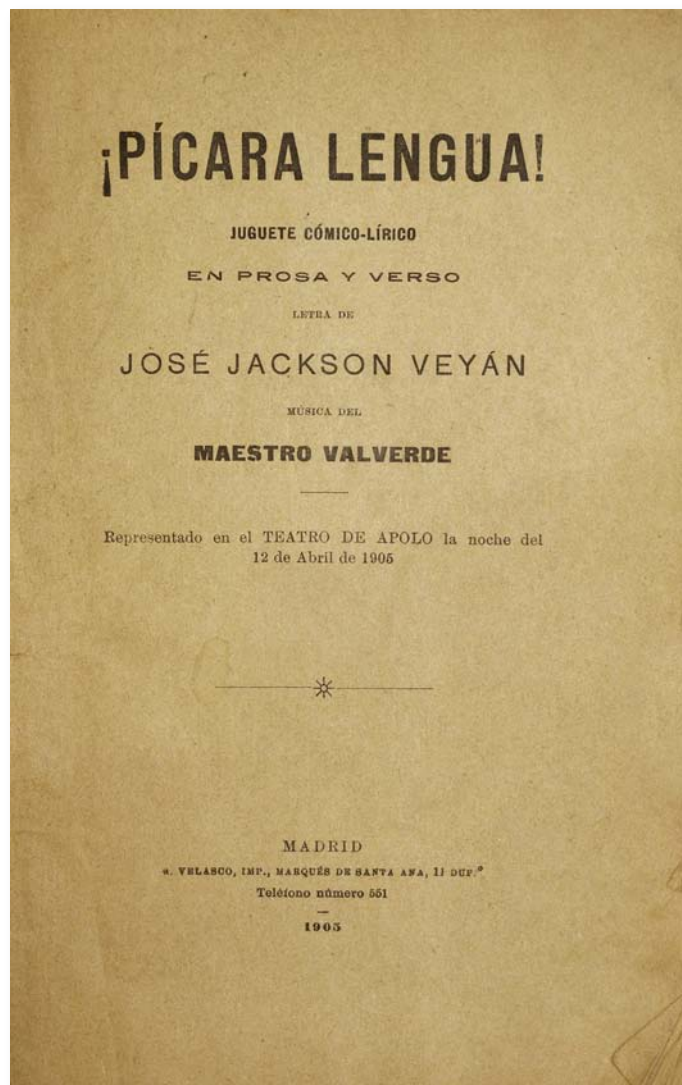 ¡PÍCARA LENGUA!
JUGUETE CÓMICO-LÍRICO
EN PROSA Y VERSO
LETRA DE
JOSÉ JACKSON VEYÁN
MÚSICA DEL
MAESTRO VALVERDE
Representado en el TEATRO DE APOLO la noche del
12 de Abril de 1905
MADRID
R. VELASCO, IMP., MARQUÉS DE SANTA ANA, 11 DUP.º
Teléfono número 551
1905